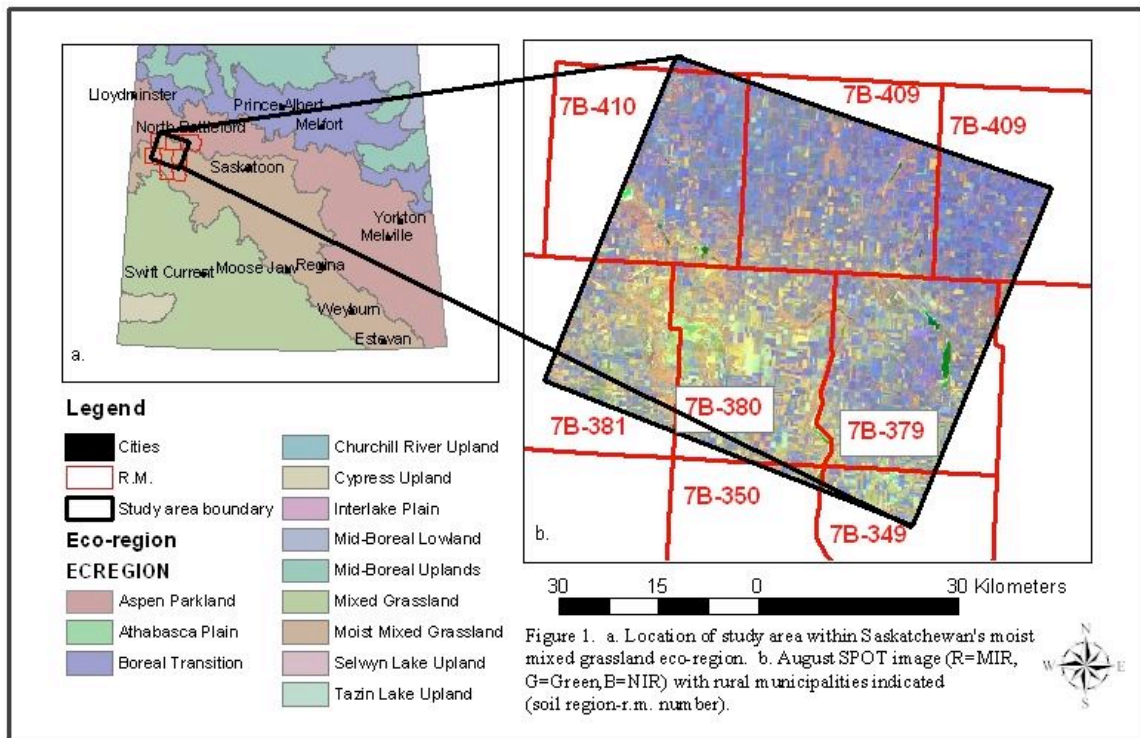 Lloydminster
Prince Albert
Melfort
North Battleford
Saskatoon
Yorkton
Melville
Swift Current
Moose Jaw
Regina
Weyburn
Estevan
a.
7B-410
7B-409
7B-409
7B-380
7B-381
7B-379
7B-350
7B-349
b.
Legend
Cities
R.M.
Study area boundary
Eco-region
ECREGION
Aspen Parkland
Athabasca Plain
Boreal Transition
Churchill River Upland
Cypress Upland
Interlake Plain
Mid-Boreal Lowland
Mid-Boreal Uplands
Mixed Grassland
Moist Mixed Grassland
Selwyn Lake Upland
Tazin Lake Upland
30 15 0 30 Kilometers
Figure 1. a. Location of study area within Saskatchewan's moist
mixed grassland eco-region. b. August SPOT image (R=MIR,
G=Green,B=NIR) with rural municipalities indicated
(soil region-r.m. number).
N
W E
S